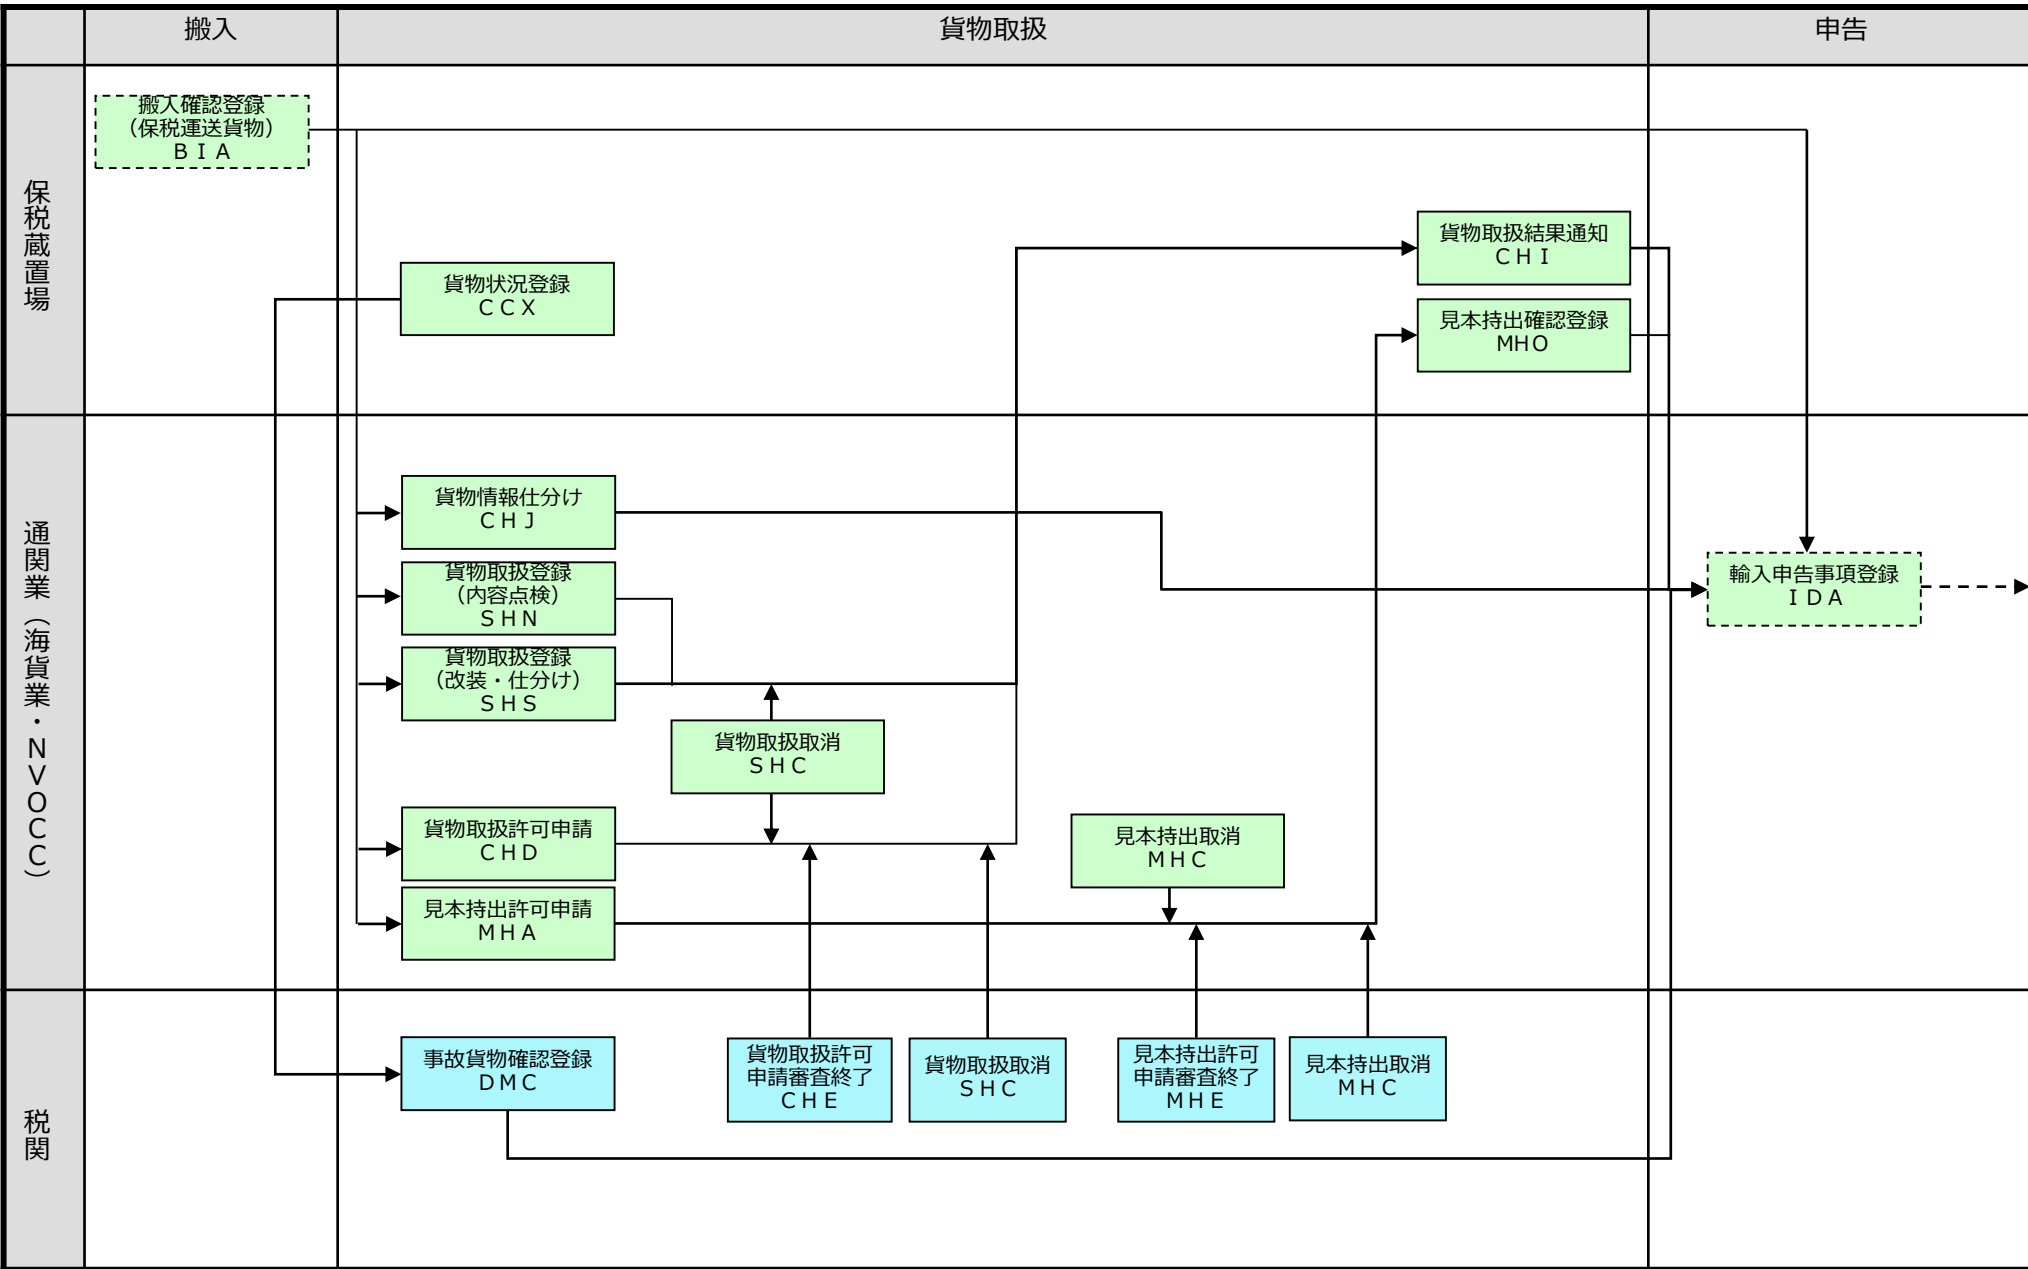 搬入
貨物取扱
申告
保税蔵置場
搬入確認登録
（保税運送貨物）
ＢＩＡ
貨物状況登録
ＣＣＸ
貨物取扱結果通知
ＣＨＩ
見本持出確認登録
ＭＨＯ
通関業（海貨業・ＮＶＯＣＣ）
貨物情報仕分け
ＣＨＪ
貨物取扱登録
（内容点検）
ＳＨＮ
貨物取扱登録
（改装・仕分け）
ＳＨＳ
貨物取扱取消
ＳＨＣ
貨物取扱許可申請
ＣＨＤ
見本持出取消
ＭＨＣ
見本持出許可申請
ＭＨＡ
輸入申告事項登録
ＩＤＡ
税関
事故貨物確認登録
ＤＭＣ
貨物取扱許可
申請審査終了
ＣＨＥ
貨物取扱取消
ＳＨＣ
見本持出許可
申請審査終了
ＭＨＥ
見本持出取消
ＭＨＣ